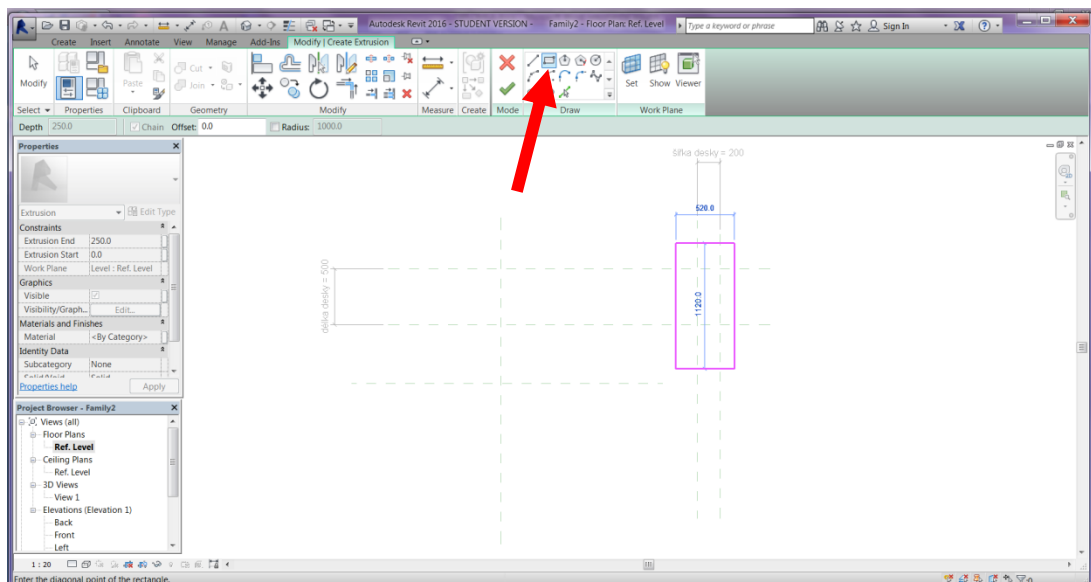 Autodesk Revit 2016 - STUDENT VERSION - Family2 - Floor Plan: Ref. Level
Type a keyword or phrase
Sign In
Create Insert Annotate View Manage Add-Ins Modify | Create Extrusion
Modify
Paste
Cut
Join
Set Show Viewer
Select Properties Clipboard Geometry Modify Measure Create Mode Draw Work Plane
Depth 250.0 Chain Offset: 0.0 Radius: 1000.0
Properties
Extrusion Edit Type
Constraints
Extrusion End 250.0
Extrusion Start 0.0
Work Plane Level : Ref. Level
Graphics
Visible
Visibility/Graph... Edit...
Materials and Finishes
Material <By Category>
Identity Data
Subcategory None
Solid/Void Solid
Properties help Apply
Project Browser - Family2
Views (all)
Floor Plans
Ref. Level
Ceiling Plans
Ref. Level
3D Views
View 1
Elevations (Elevation 1)
Back
Front
Left
šířka desky = 200
520.0
1120.0
délka desky = 500
1 : 20
Enter the diagonal point of the rectangle.
:0